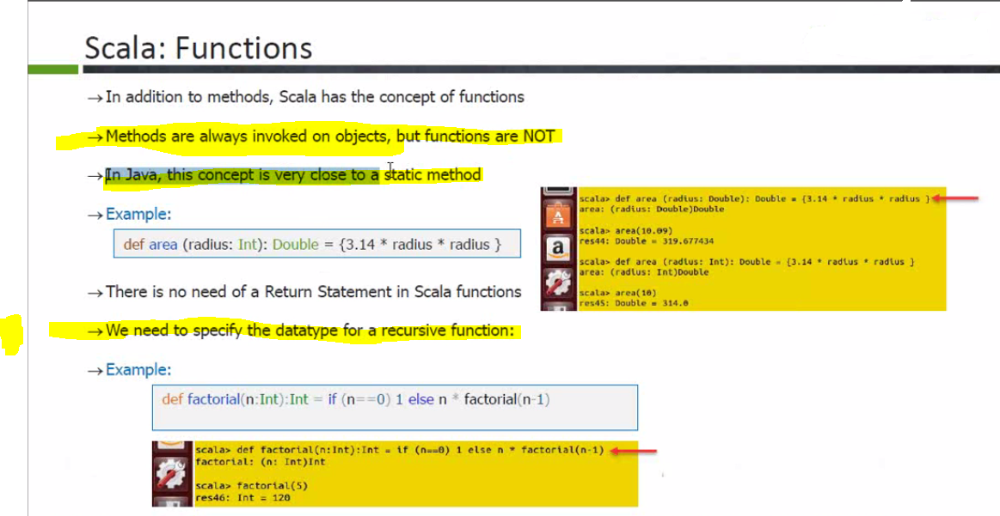 Scala: Functions
→In addition to methods, Scala has the concept of functions
→Methods are always invoked on objects, but functions are NOT
→In Java, this concept is very close to a static method
→Example:
def area (radius: Int): Double = {3.14 * radius * radius }
scala> def area (radius: Double): Double = {3.14 * radius * radius }
area: (radius: Double)Double
scala> area(10.09)
res44: Double = 319.677434
scala> def area (radius: Int): Double = {3.14 * radius * radius }
area: (radius: Int)Double
scala> area(10)
res45: Double = 314.0
→There is no need of a Return Statement in Scala functions
→We need to specify the datatype for a recursive function:
→Example:
def factorial(n:Int):Int = if (n==0) 1 else n * factorial(n-1)
scala> def factorial(n:Int):Int = if (n==0) 1 else n * factorial(n-1)
factorial: (n: Int)Int
scala> factorial(5)
res46: Int = 120